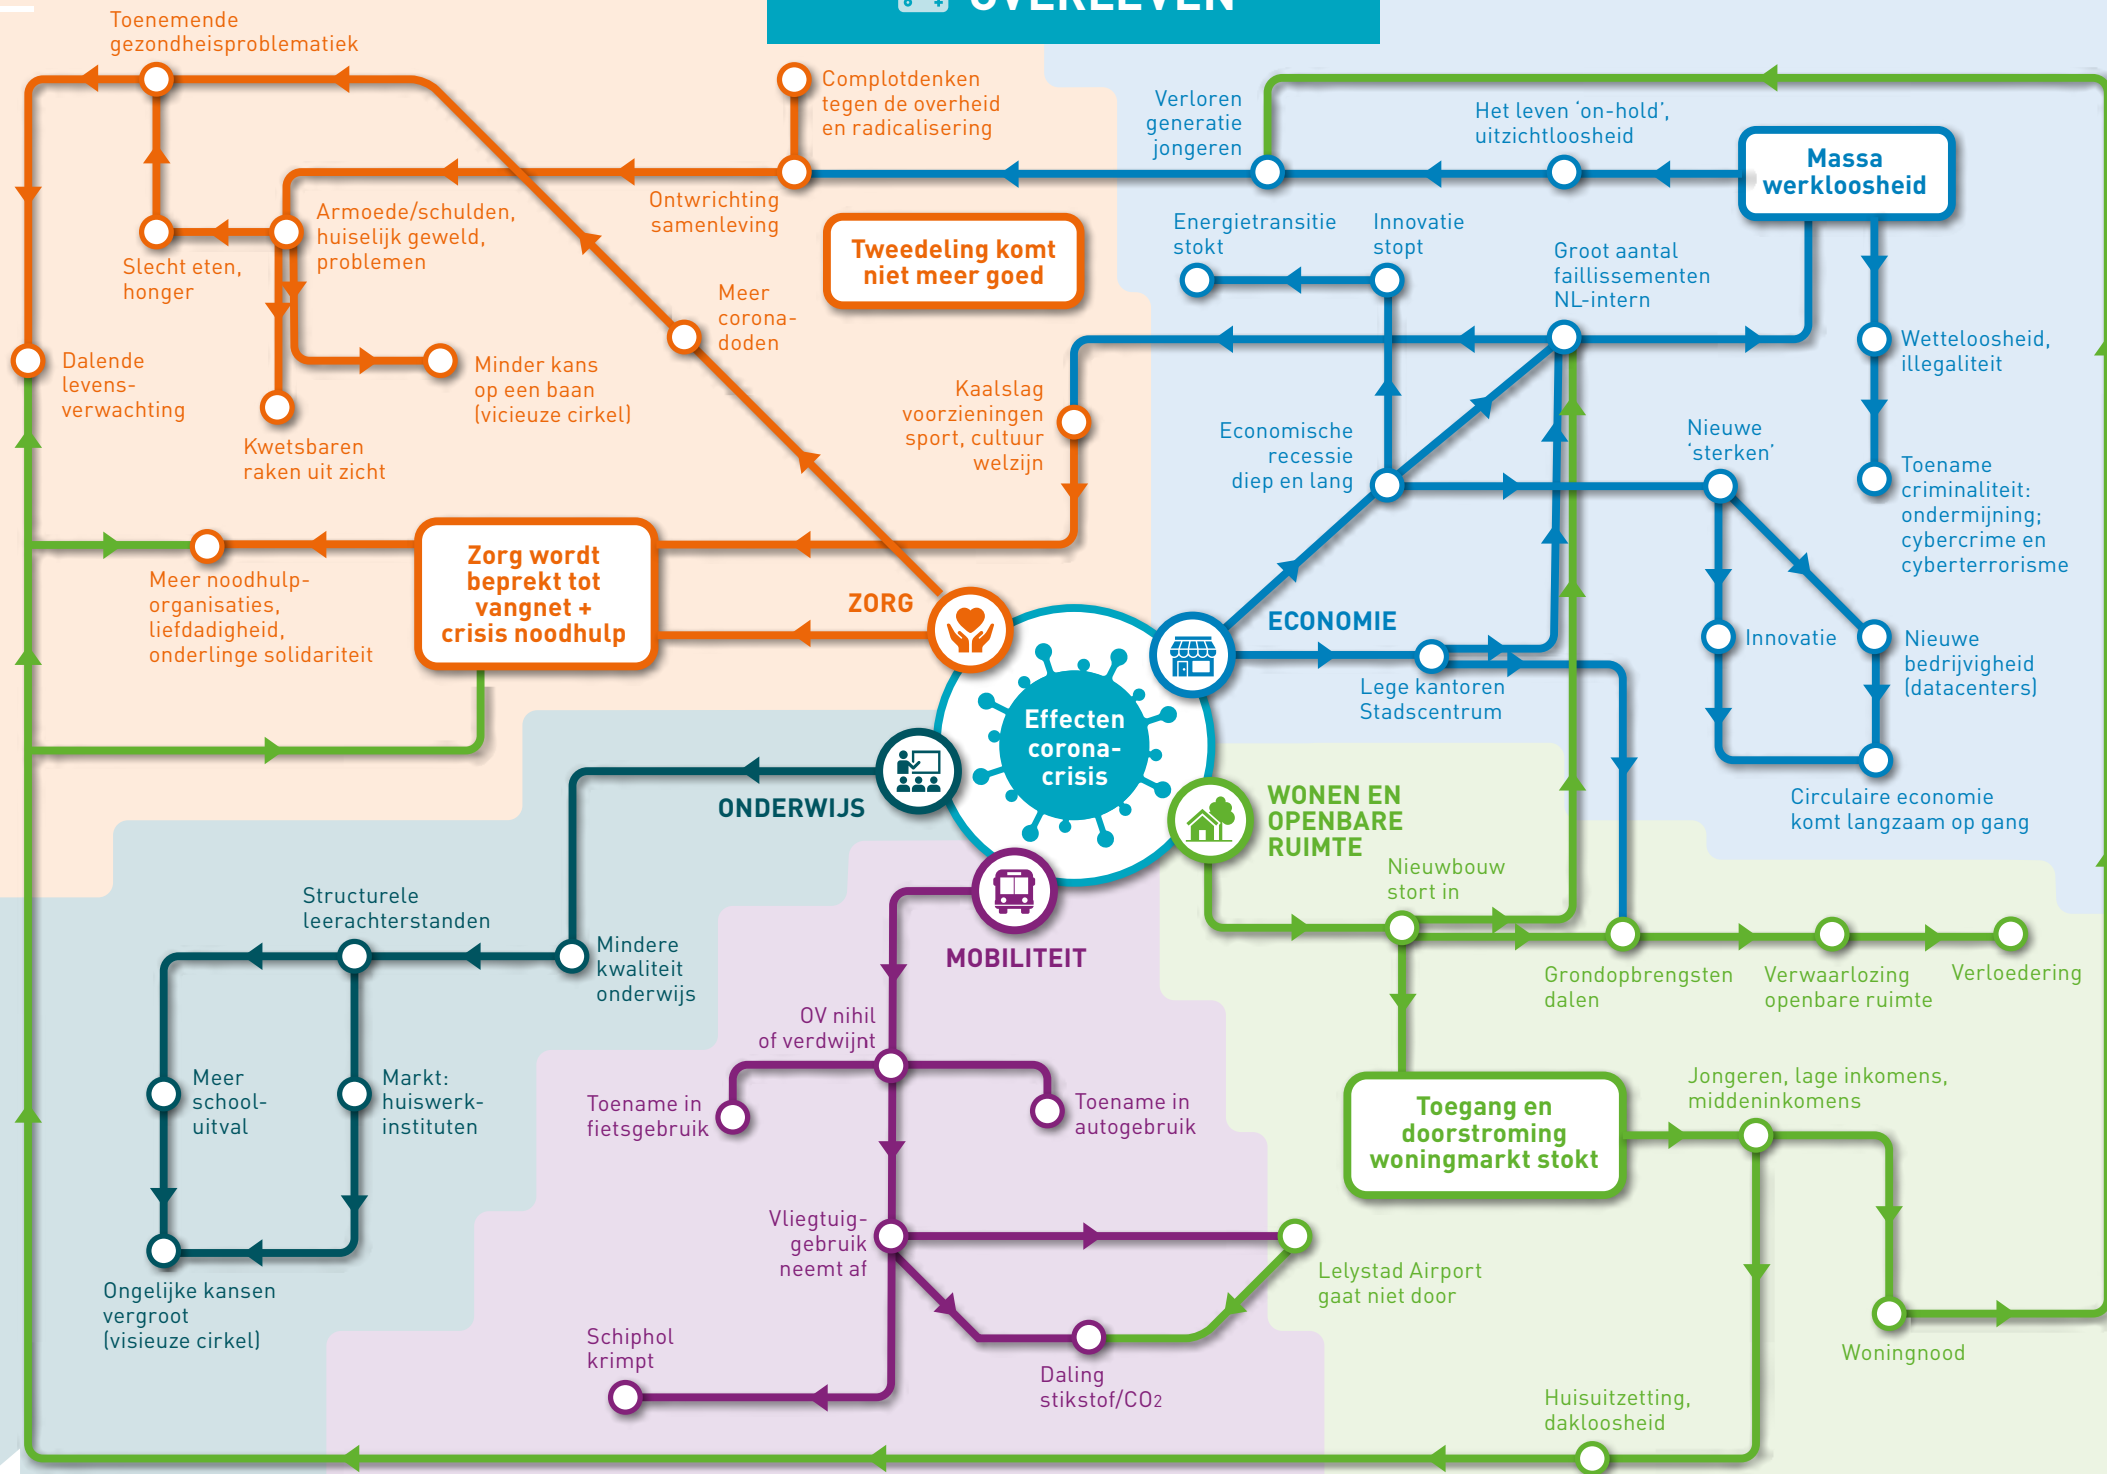 OVERLEVEN
Toenemende
gezondheisproblematiek
Complotdenken
tegen de overheid
en radicalisering
Ontwrichting
samenleving
Armoede/schulden,
huiselijk geweld,
problemen
Slecht eten,
honger
Tweedeling komt
niet meer goed
Meer
corona-
doden
Dalende
levens-
verwachting
Minder kans
op een baan
(vicieuze cirkel)
Kwetsbaren
raken uit zicht
Kaalslag
voorzieningen
sport, cultuur
welzijn
Zorg wordt
beprekt tot
vangnet +
crisis noodhulp
Meer noodhulp-
organisaties,
liefdadigheid,
onderlinge solidariteit
ZORG
Verloren
generatie
jongeren
Het leven ‘on-hold’,
uitzichtloosheid
Massa
werkloosheid
Energietransitie
stokt
Innovatie
stopt
Groot aantal
faillissementen
NL-intern
Wetteloosheid,
illegaliteit
Economische
recessie
diep en lang
Nieuwe
‘sterken’
Toename
criminaliteit:
ondermijning;
cybercrime en
cyberterrorisme
ECONOMIE
Innovatie
Nieuwe
bedrijvigheid
(datacenters)
Lege kantoren
Stadscentrum
Circulaire economie
komt langzaam op gang
Effecten
corona-
crisis
ONDERWIJS
Structurele
leerachterstanden
Mindere
kwaliteit
onderwijs
Meer
school-
uitval
Markt:
huiswerk-
instituten
Ongelijke kansen
vergroot
(visieuze cirkel)
MOBILITEIT
OV nihil
of verdwijnt
Toename in
fietsgebruik
Toename in
autogebruik
Vliegtuig-
gebruik
neemt af
Schiphol
krimpt
Daling
stikstof/CO2
WONEN EN
OPENBARE
RUIMTE
Nieuwbouw
stort in
Grondopbrengsten
dalen
Verwaarlozing
openbare ruimte
Verloedering
Toegang en
doorstroming
woningmarkt stokt
Jongeren, lage inkomens,
middeninkomens
Lelystad Airport
gaat niet door
Woningnood
Huisuitzetting,
dakloosheid